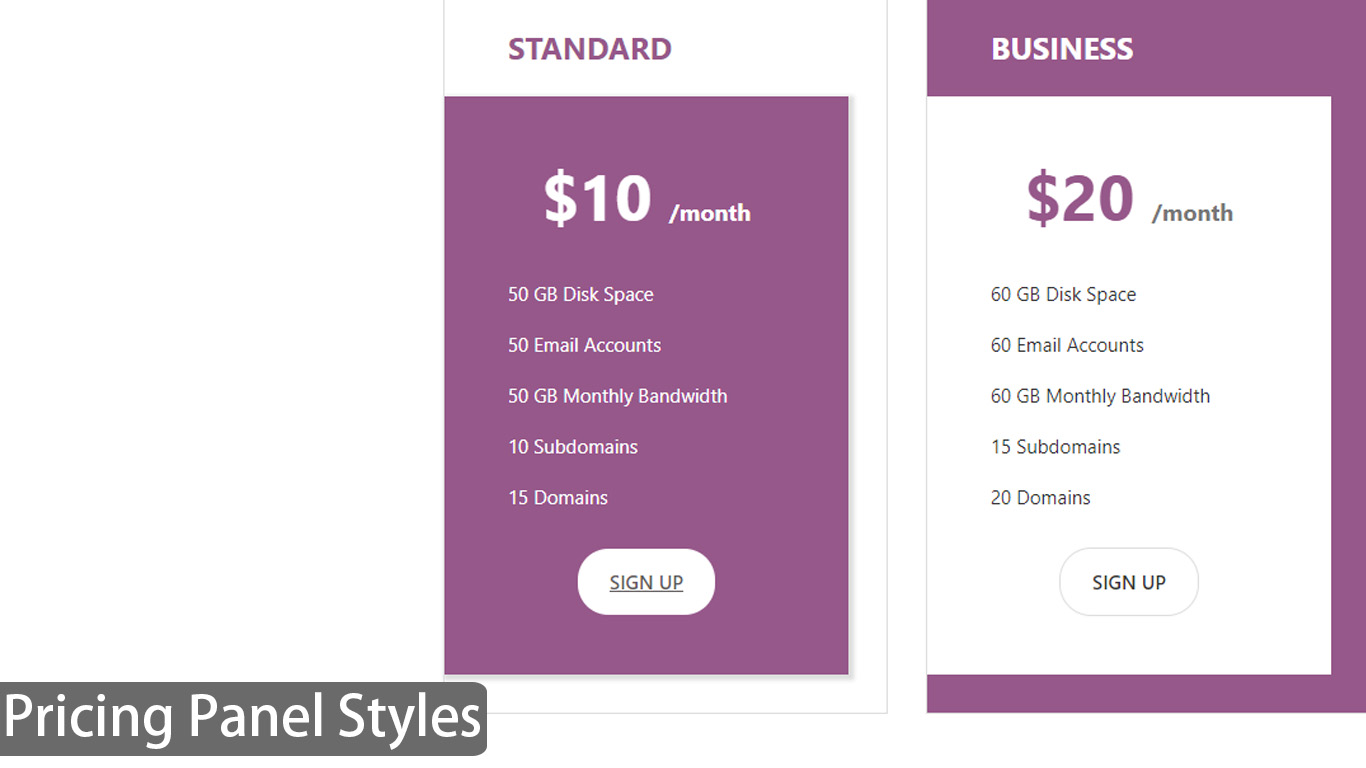 STANDARD
$10 /month
50 GB Disk Space
50 Email Accounts
50 GB Monthly Bandwidth
10 Subdomains
15 Domains
SIGN UP
BUSINESS
$20 /month
60 GB Disk Space
60 Email Accounts
60 GB Monthly Bandwidth
15 Subdomains
20 Domains
SIGN UP
Pricing Panel Styles